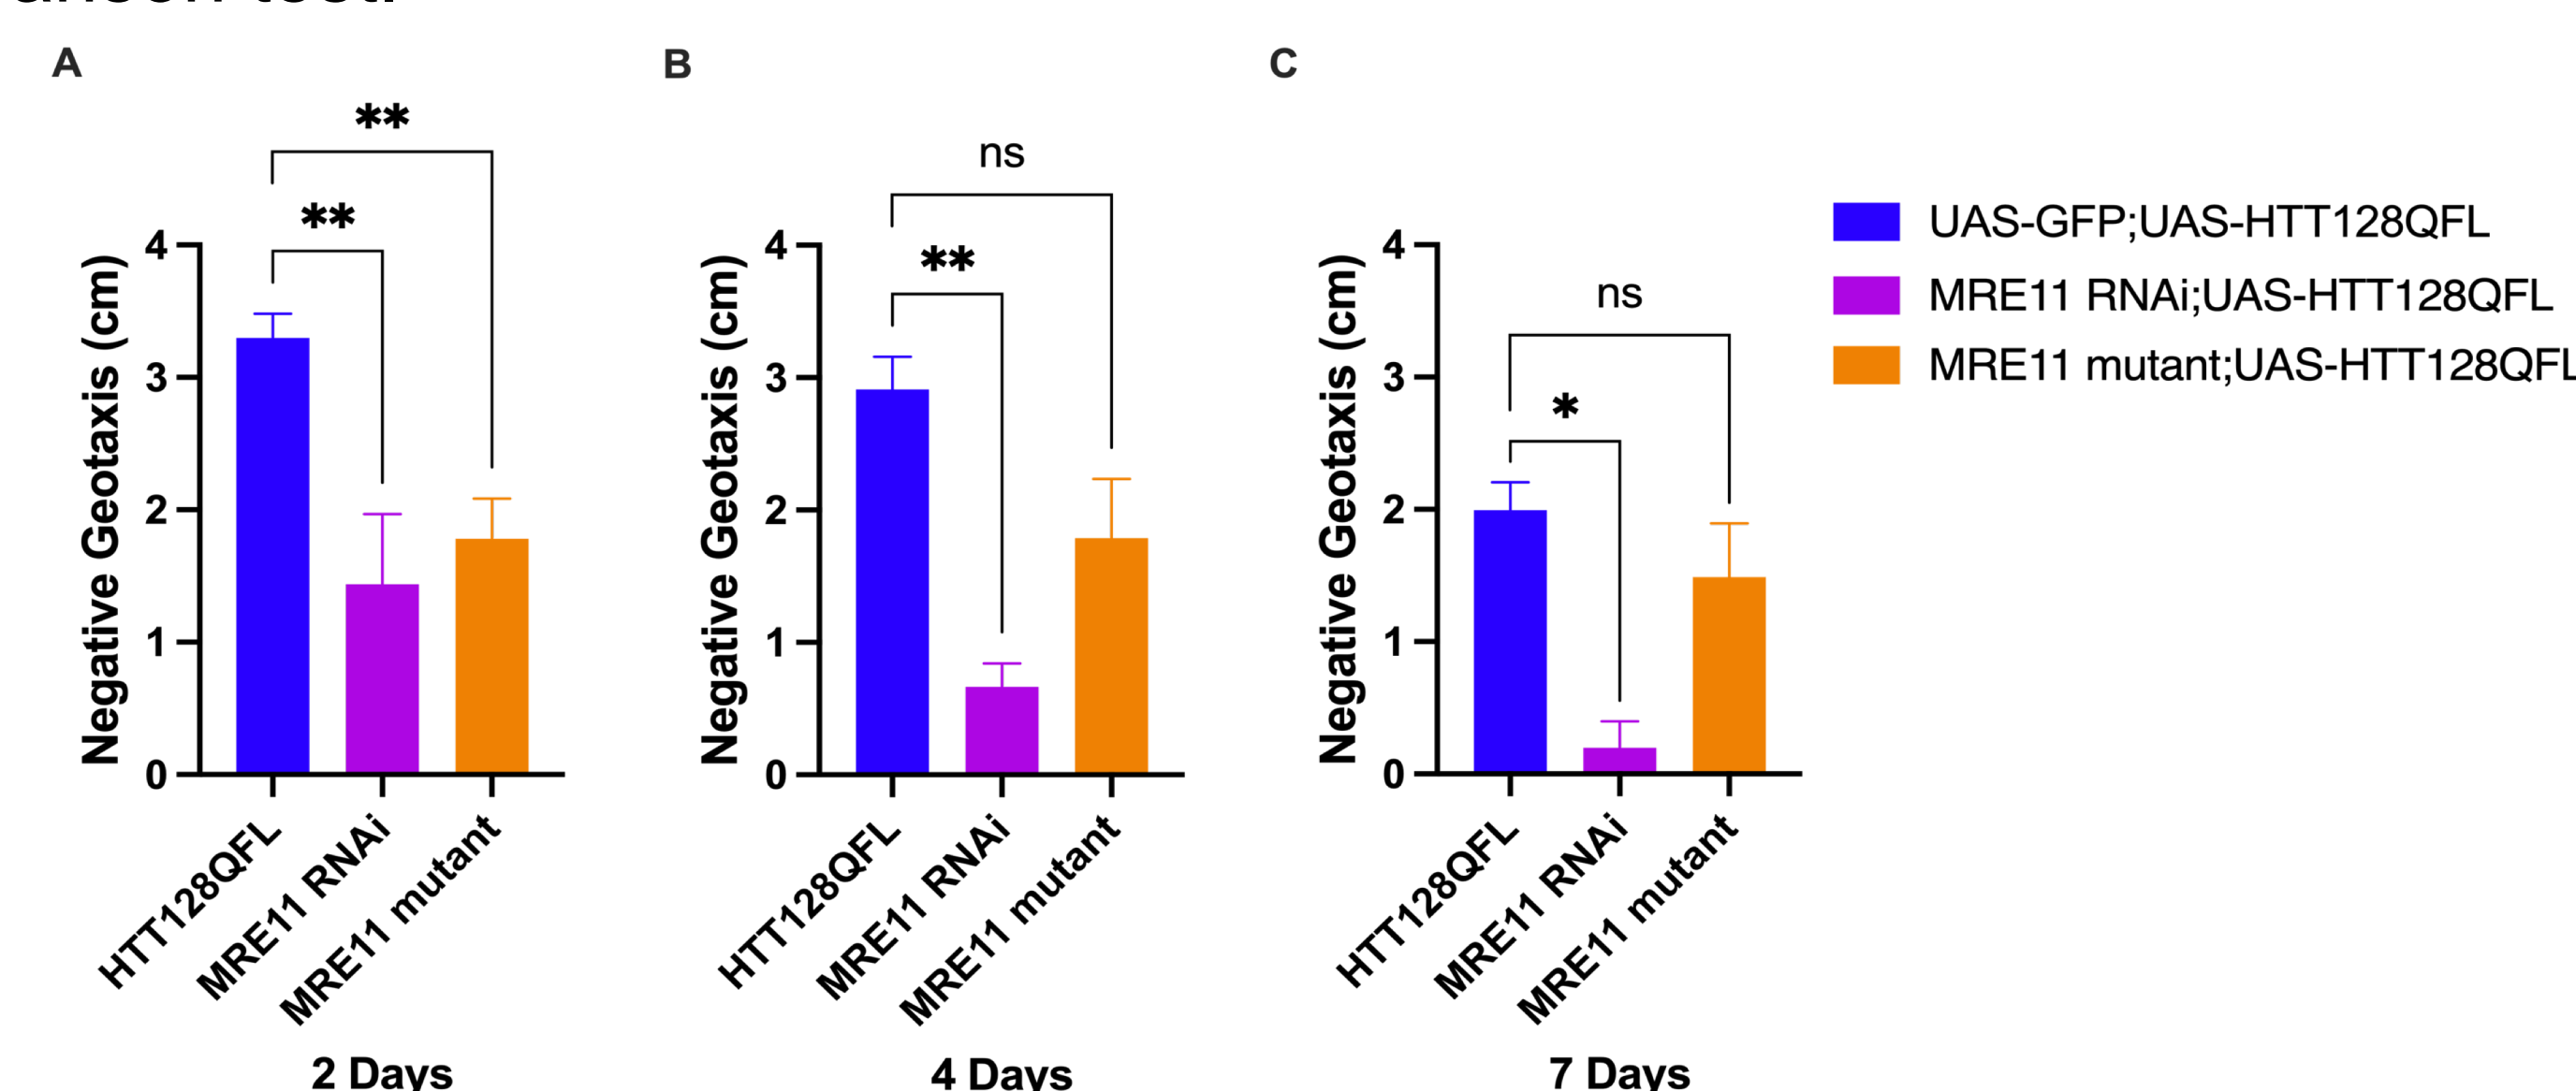 A
B
C
**
**
Negative Geotaxis (cm)
4
3
2
1
0
HTT128QFL
MRE11 RNAi
MRE11 mutant
2 Days
ns
**
Negative Geotaxis (cm)
4
3
2
1
0
HTT128QFL
MRE11 RNAi
MRE11 mutant
4 Days
ns
*
Negative Geotaxis (cm)
4
3
2
1
0
HTT128QFL
MRE11 RNAi
MRE11 mutant
7 Days
UAS-GFP;UAS-HTT128QFL
MRE11 RNAi;UAS-HTT128QFL
MRE11 mutant;UAS-HTT128QFL